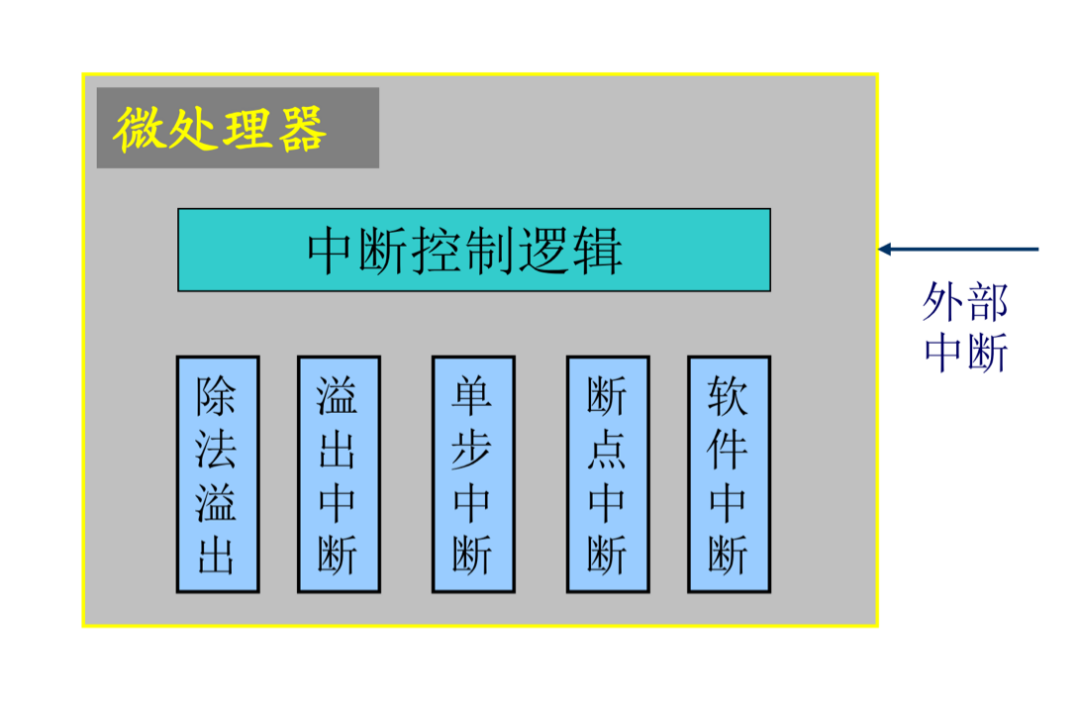 微处理器
中断控制逻辑
外部
中断
除法溢出
溢出中断
单步中断
断点中断
软件中断